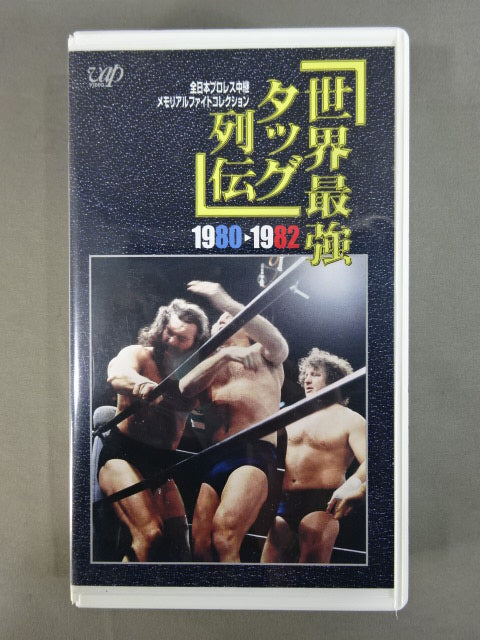 vap
VIDEO
全日本プロレス中継
メモリアルファイトコレクション
「世界最強
タッグ
列伝」
1980▶1982